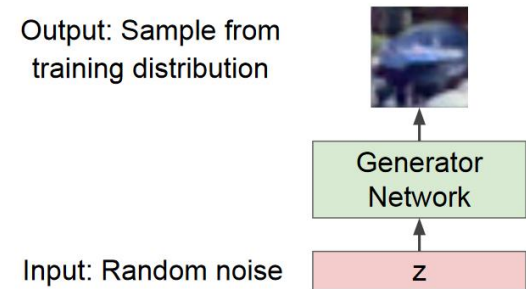 Output: Sample from
training distribution
Generator
Network
Input: Random noise
z